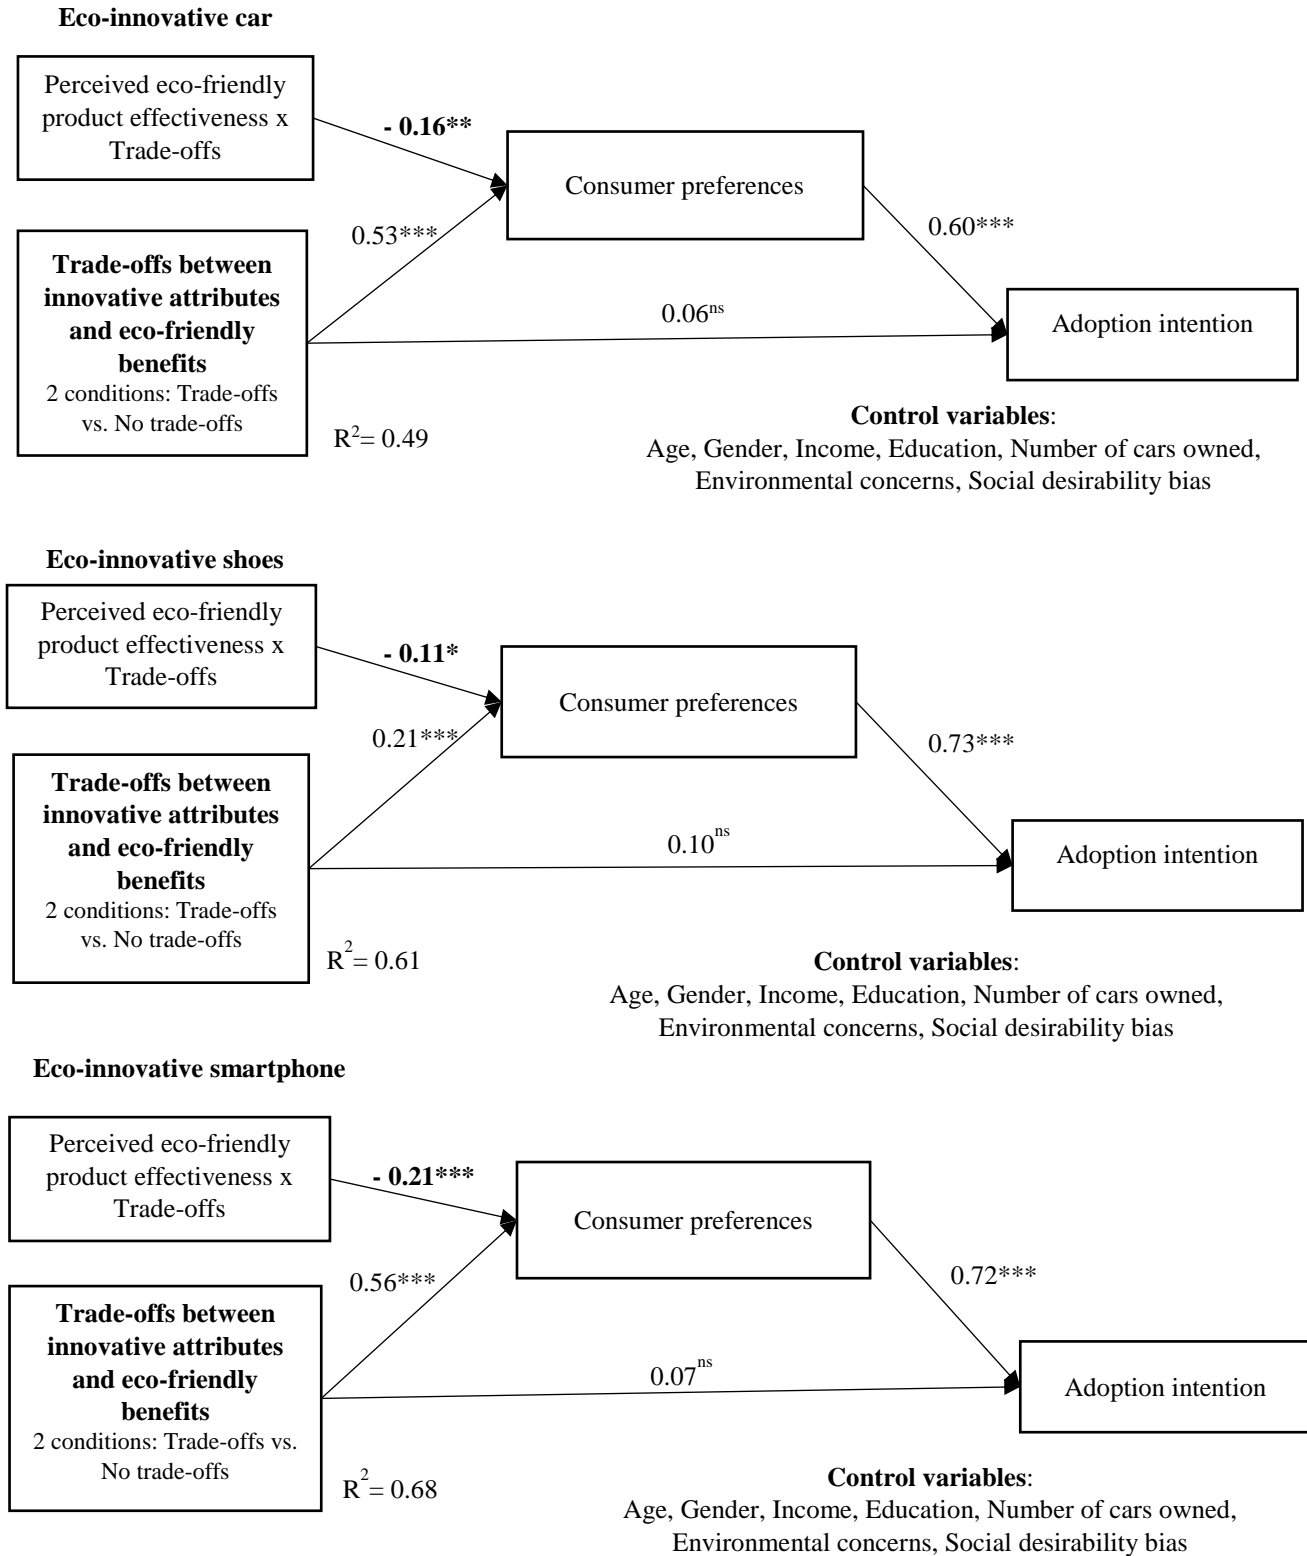 Eco-innovative car
Perceived eco-friendly
product effectiveness x
Trade-offs
- 0.16**
Consumer preferences
0.53***
0.60***
Trade-offs between
innovative attributes
and eco-friendly
benefits
2 conditions: Trade-offs
vs. No trade-offs
0.06ns
Adoption intention
R2= 0.49
Control variables:
Age, Gender, Income, Education, Number of cars owned,
Environmental concerns, Social desirability bias
Eco-innovative shoes
Perceived eco-friendly
product effectiveness x
Trade-offs
- 0.11*
Consumer preferences
0.21***
0.73***
Trade-offs between
innovative attributes
and eco-friendly
benefits
2 conditions: Trade-offs
vs. No trade-offs
0.10ns
Adoption intention
R2= 0.61
Control variables:
Age, Gender, Income, Education, Number of cars owned,
Environmental concerns, Social desirability bias
Eco-innovative smartphone
Perceived eco-friendly
product effectiveness x
Trade-offs
- 0.21***
Consumer preferences
0.56***
0.72***
Trade-offs between
innovative attributes
and eco-friendly
benefits
2 conditions: Trade-offs vs.
No trade-offs
0.07ns
Adoption intention
R2= 0.68
Control variables:
Age, Gender, Income, Education, Number of cars owned,
Environmental concerns, Social desirability bias